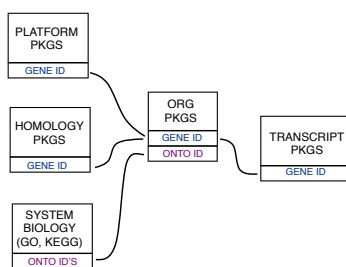 PLATFORM
PKGS
GENE ID
HOMOLOGY
PKGS
GENE ID
SYSTEM
BIOLOGY
(GO, KEGG)
ONTO ID'S
ORG
PKGS
GENE ID
ONTO ID
TRANSCRIPT
PKGS
GENE ID